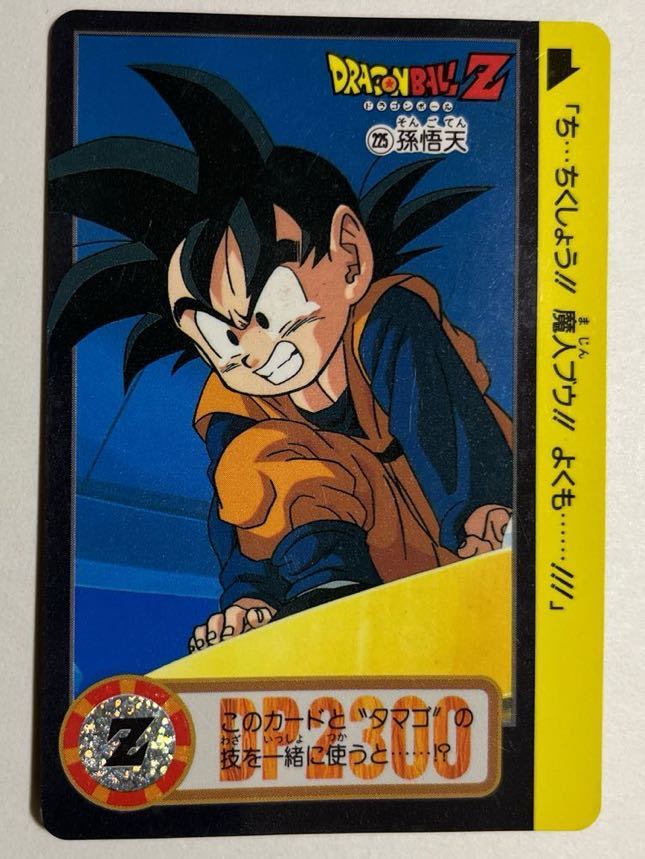 DRAGON BALL Z
ドラゴンボール
そんごてん
225 孫悟天
「ち…ちくしょう!! 魔人ブウ!! よくも……!!!」
まじん
Z
DP2300
このカードと〝タマゴ〟の
わざ いっしょ つか
技を一緒に使うと……!?